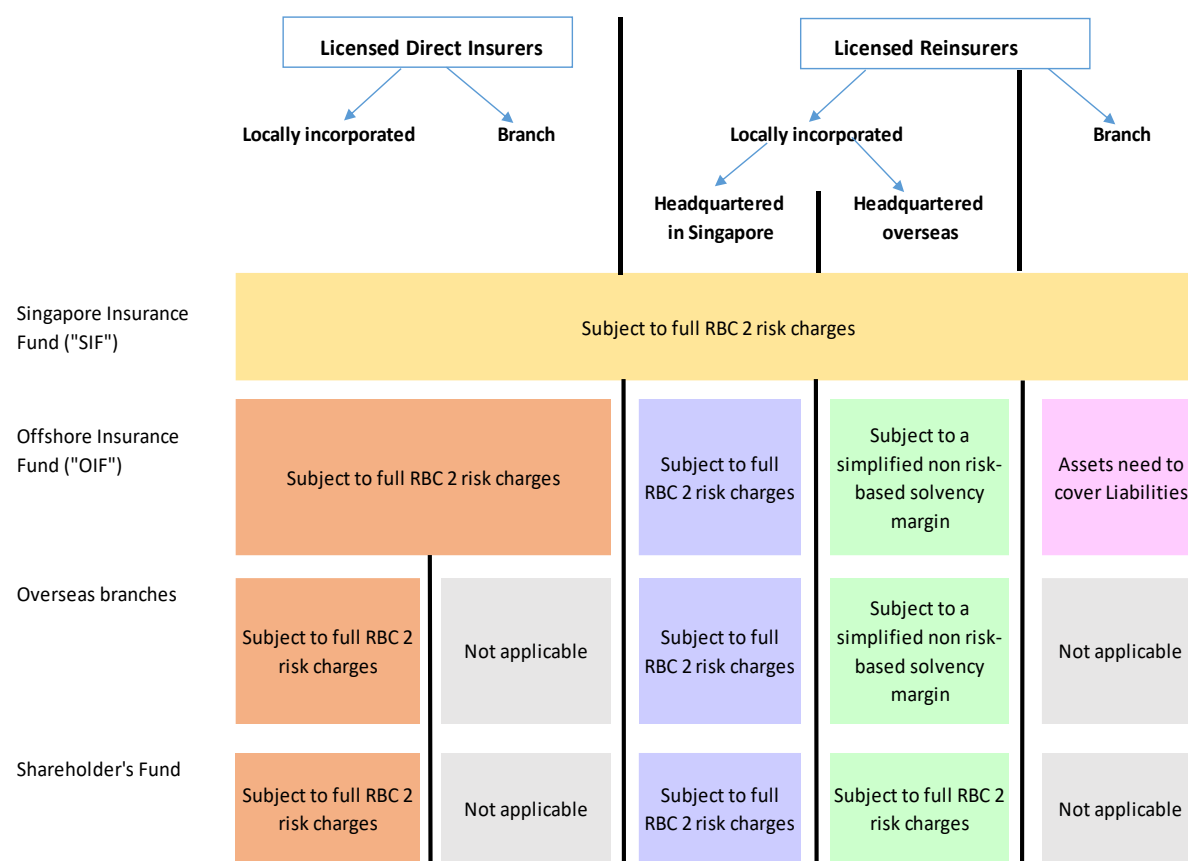 Licensed Direct Insurers
Licensed Reinsurers
Locally incorporated
Branch
Locally incorporated
Branch
Headquartered
in Singapore
Headquartered
overseas
Singapore Insurance
Fund ("SIF")
Subject to full RBC 2 risk charges
Offshore Insurance
Fund ("OIF")
Subject to full RBC 2 risk charges
Subject to full
RBC 2 risk charges
Subject to a
simplified non risk-
based solvency
margin
Assets need to
cover Liabilities
Overseas branches
Subject to full RBC 2
risk charges
Not applicable
Subject to full
RBC 2 risk charges
Subject to a
simplified non risk-
based solvency
margin
Not applicable
Shareholder's Fund
Subject to full RBC 2
risk charges
Not applicable
Subject to full
RBC 2 risk charges
Subject to full RBC 2
risk charges
Not applicable